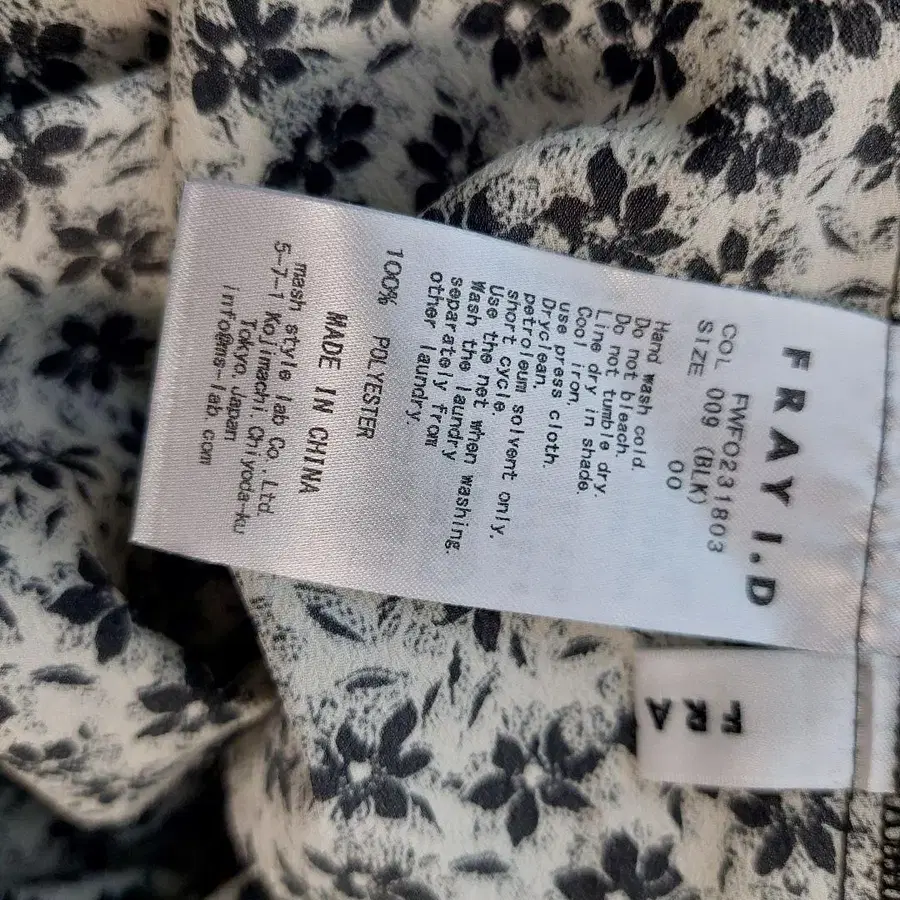 FRAY I.D
FWFO231803
COL 009 (BLK)
SIZE 00
Hand wash cold.
Do not bleach.
Do not tumble dry.
Line dry in shade.
Cool iron,
use press cloth.
Dryclean,
petroleum solvent only.
short cycle.
Use the net when washing.
Wash the laundry
separately from
other laundry.
100% POLYESTER
MADE IN CHINA
mash style lab Co.,Ltd.
5-7-1 Kojimachi,Chiyoda-ku
Tokyo,Japan
info@ms-lab.com
FRA